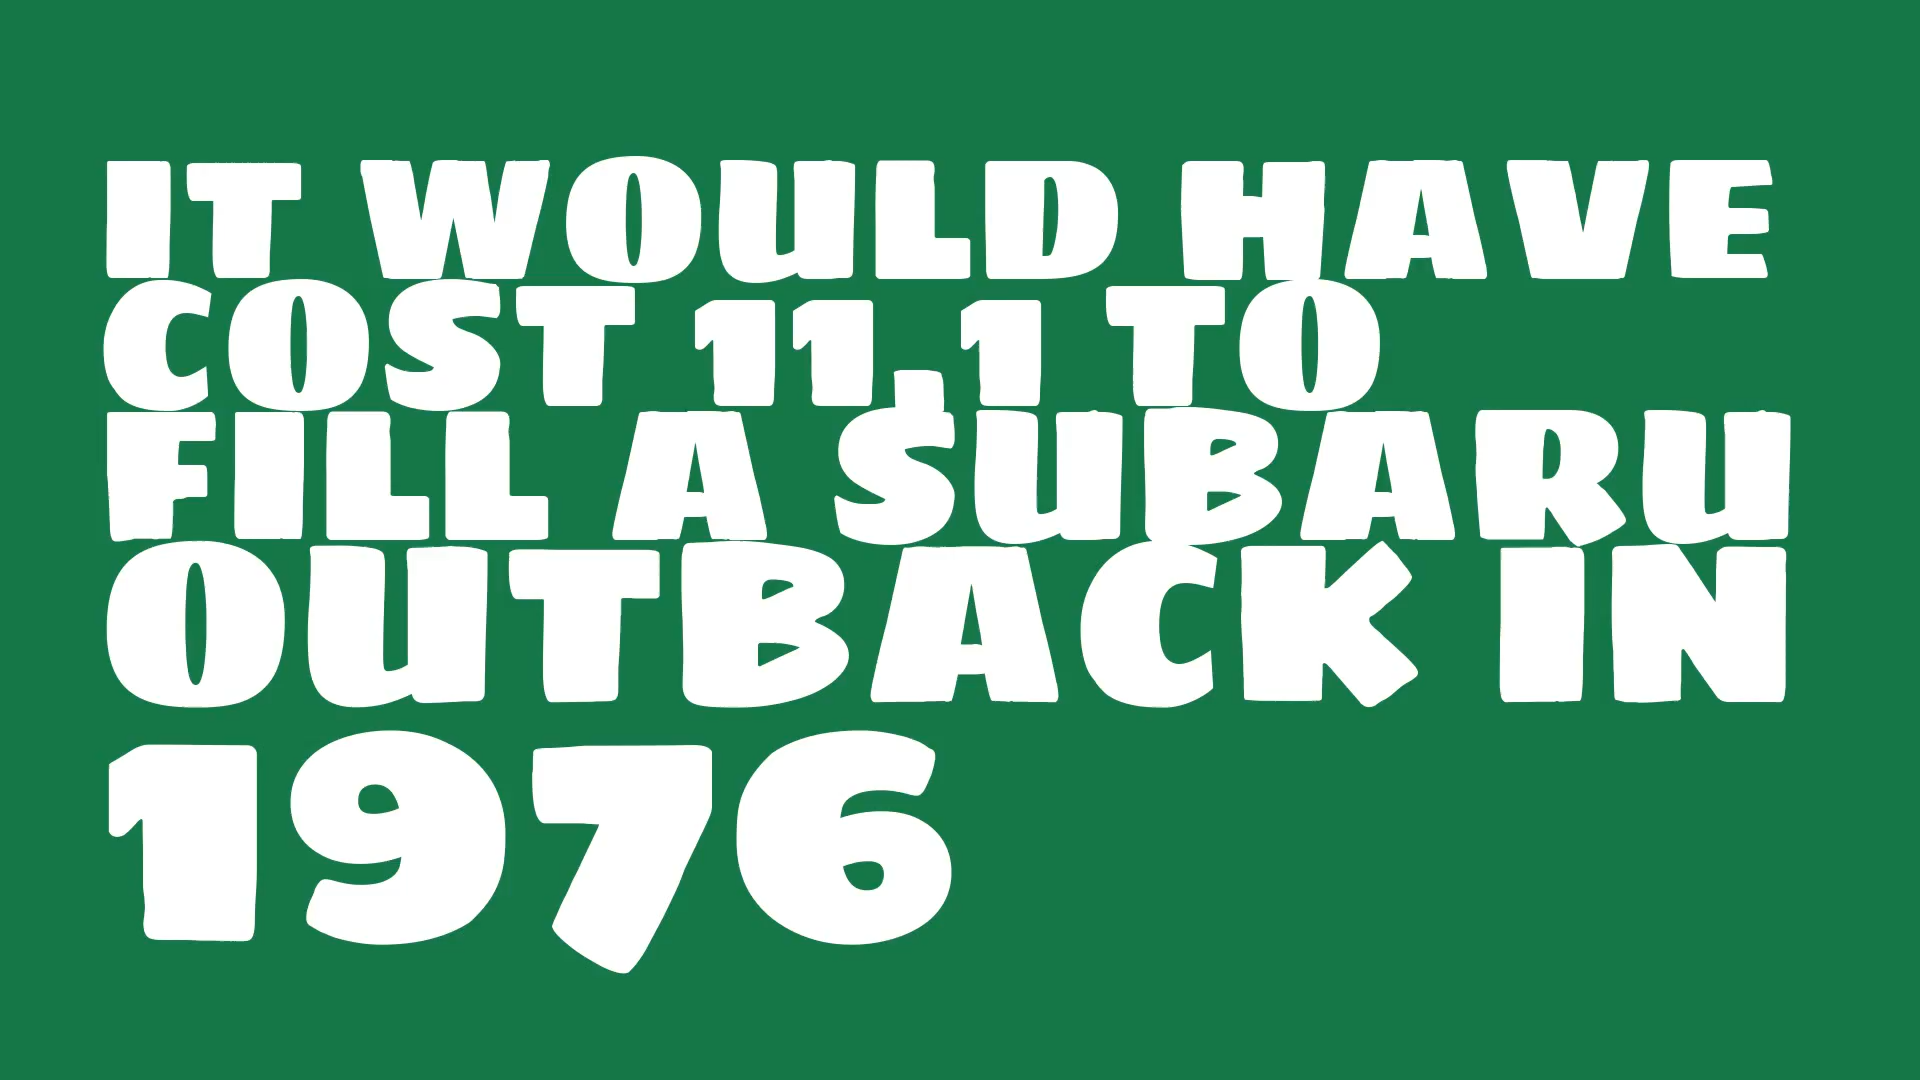 IT WOULD HAVE
COST 11.1 TO
FILL A SUBARU
OUTBACK IN
1976